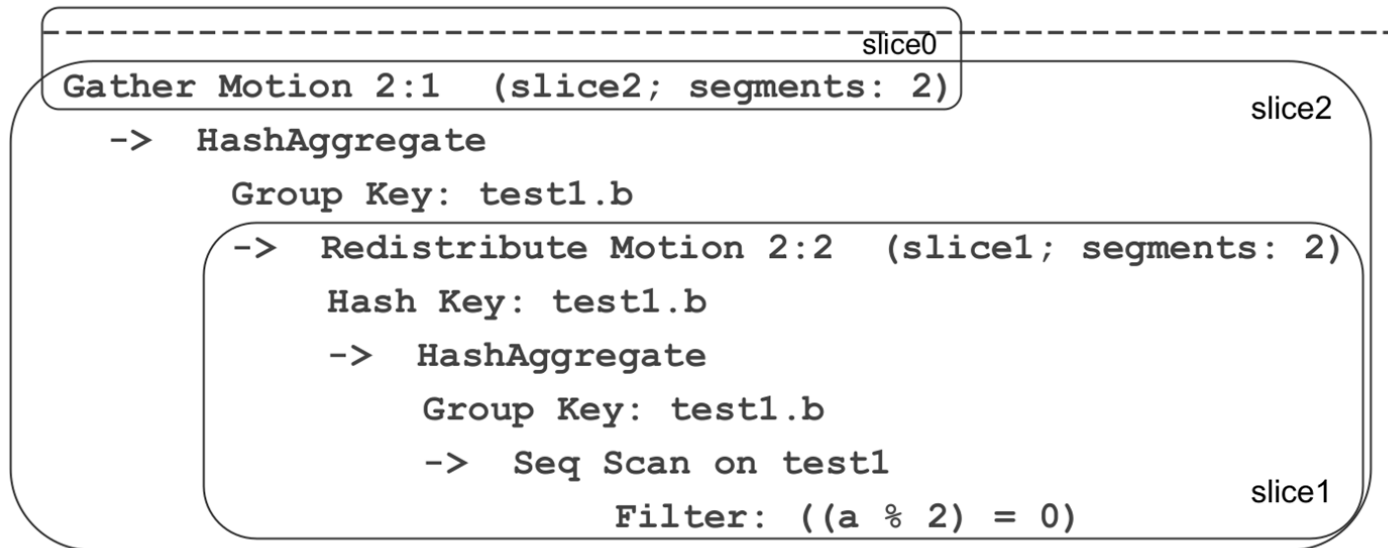 slice0
Gather Motion 2:1 (slice2; segments: 2)
slice2
-> HashAggregate
Group Key: test1.b
-> Redistribute Motion 2:2 (slice1; segments: 2)
Hash Key: test1.b
-> HashAggregate
Group Key: test1.b
-> Seq Scan on test1
slice1
Filter: ((a % 2) = 0)